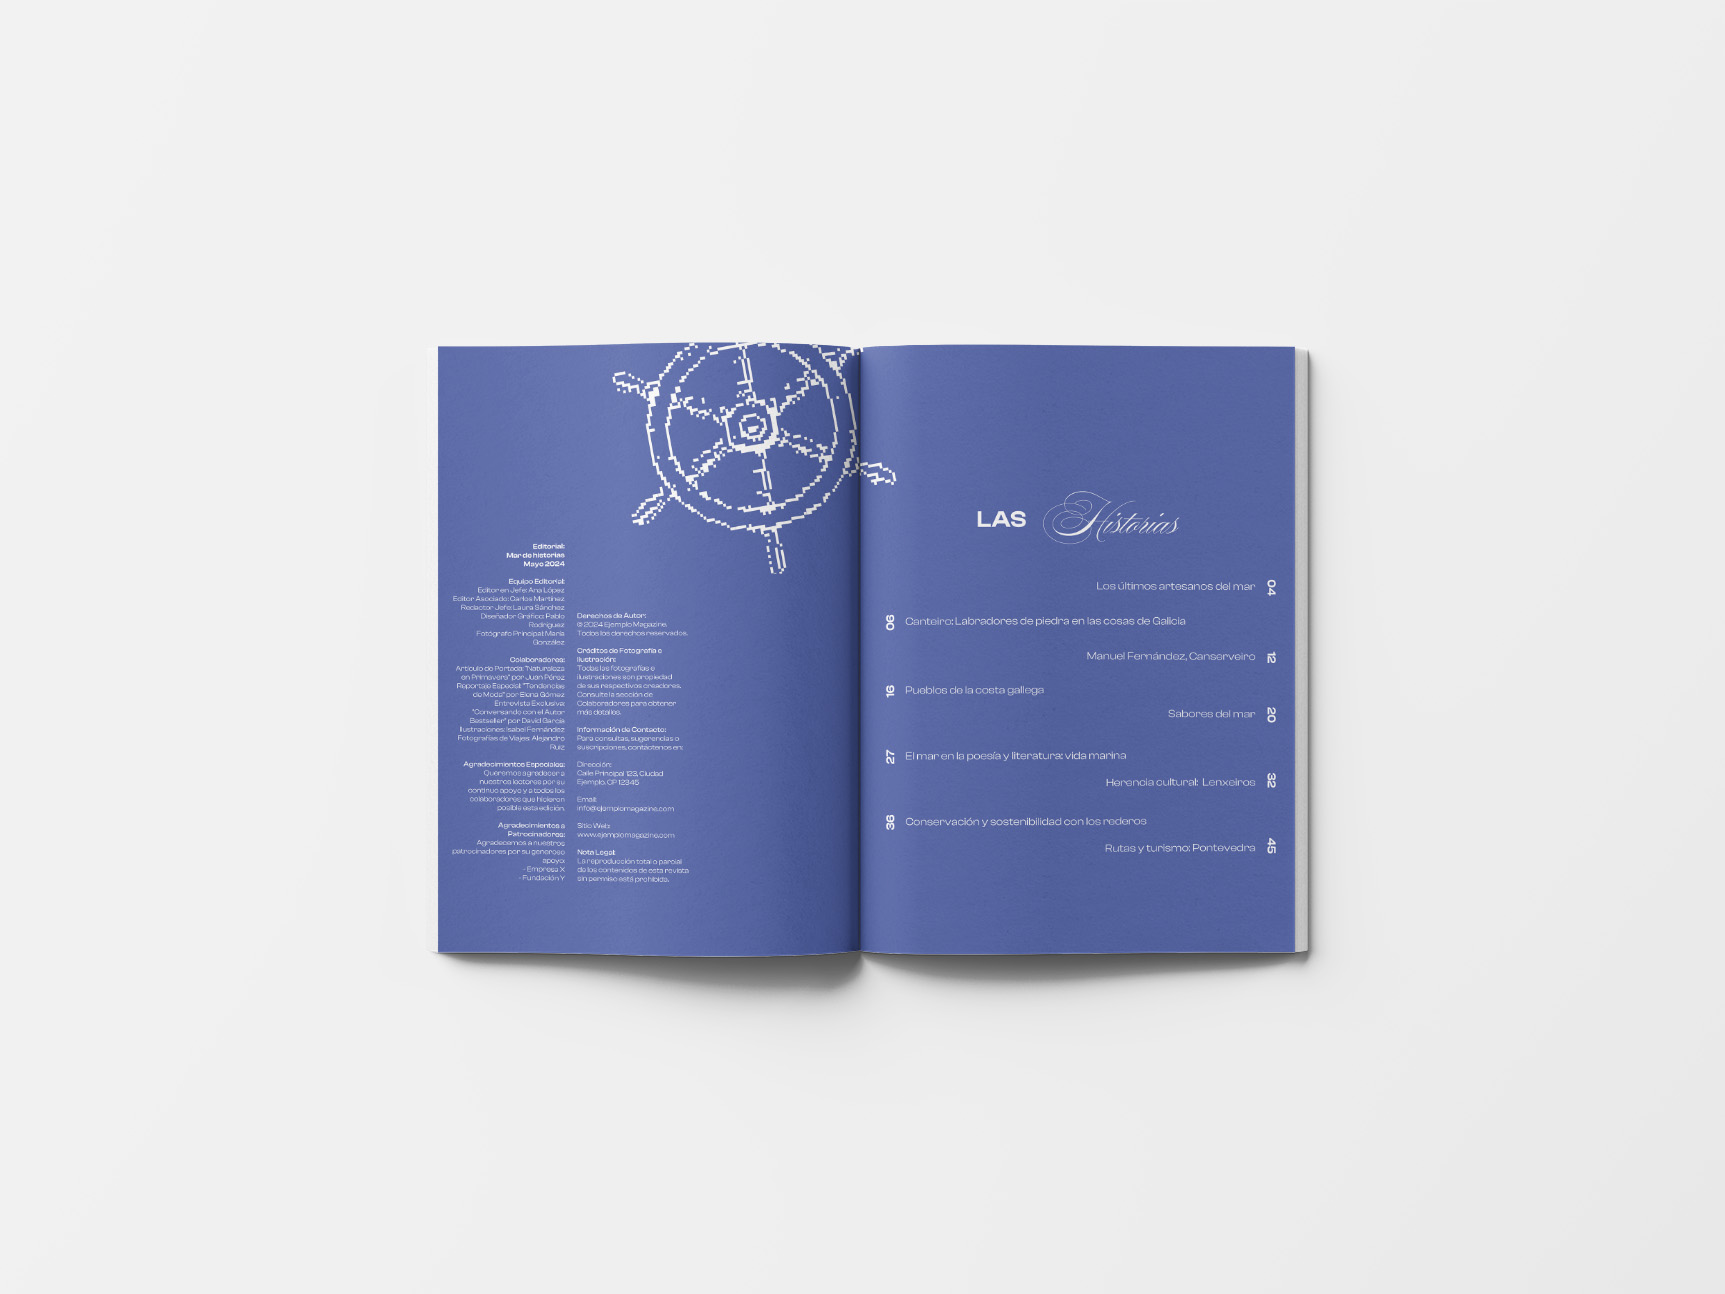 Editorial:
Mar de historias
Mayo 2024
Equipo Editorial:
Editor en Jefe: Ana López
Editor Asociado: Carlos Martínez
Redactor Jefe: Laura Sánchez
Diseñador Gráfico: Pablo
Rodríguez
Fotógrafo Principal: María
González
Colaboradores:
Artículo de Portada: "Naturaleza
en Primavera" por Juan Pérez
Reportaje Especial: "Tendencias
de Moda" por Elena Gómez
Entrevista Exclusiva:
"Conversando con el Autor
Bestseller" por David García
Ilustraciones: Isabel Fernández
Fotografías de Viajes: Alejandro
Ruiz
Agradecimientos Especiales:
Queremos agradecer a
nuestros lectores por su
continuo apoyo y a todos los
colaboradores que hicieron
posible esta edición.
Agradecimientos a
Patrocinadores:
Agradecemos a nuestros
patrocinadores por su generoso
apoyo:
- Empresa X
- Fundación Y
Derechos de Autor:
© 2024 Ejemplo Magazine.
Todos los derechos reservados.
Créditos de Fotografía e
Ilustración:
Todas las fotografías e
ilustraciones son propiedad
de sus respectivos creadores.
Consulte la sección de
Colaboradores para obtener
más detalles.
Información de Contacto:
Para consultas, sugerencias o
suscripciones, contáctenos en:
Dirección:
Calle Principal 123, Ciudad
Ejemplo, CP 12345
Email:
info@ejemplomagazine.com
Sitio Web:
www.ejemplomagazine.com
Nota Legal:
La reproducción total o parcial
de los contenidos de esta revista
sin permiso está prohibida.
LAS Historias
Los últimos artesanos del mar 04
06 Canteiro: Labradores de piedra en las cosas de Galicia
Manuel Fernández, Canserveiro 12
16 Pueblos de la costa gallega
Sabores del mar 20
27 El mar en la poesía y literatura: vida marina
Herencia cultural: Lenxeiros 32
36 Conservación y sostenibilidad con los rederos
Rutas y turismo: Pontevedra 45